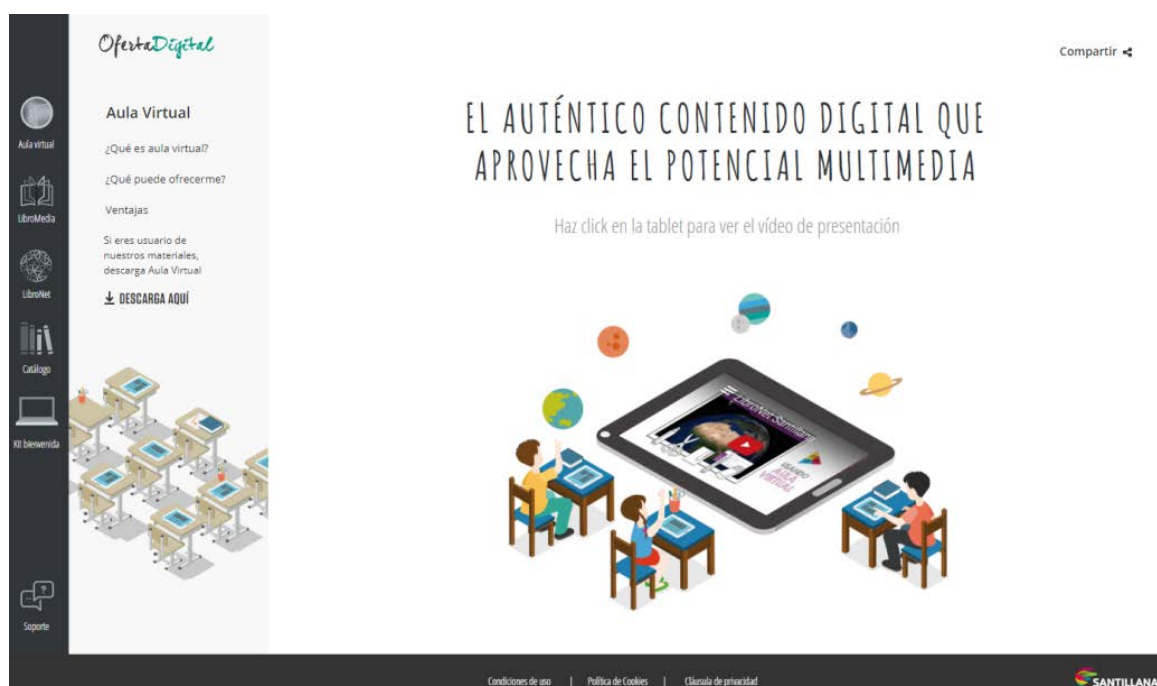 OfertaDigital
Compartir
Aula virtual
LibroMedia
LibroNet
Catálogo
Kit bienvenida
Soporte
Aula Virtual
¿Qué es aula virtual?
¿Qué puede ofrecerme?
Ventajas
Si eres usuario de
nuestros materiales,
descarga Aula Virtual
DESCARGA AQUÍ
EL AUTÉNTICO CONTENIDO DIGITAL QUE
APROVECHA EL POTENCIAL MULTIMEDIA
Haz click en la tablet para ver el vídeo de presentación
LibroNet Santillana
AULA
VIRTUAL
Condiciones de uso | Política de Cookies | Cláusula de privacidad
SANTILLANA